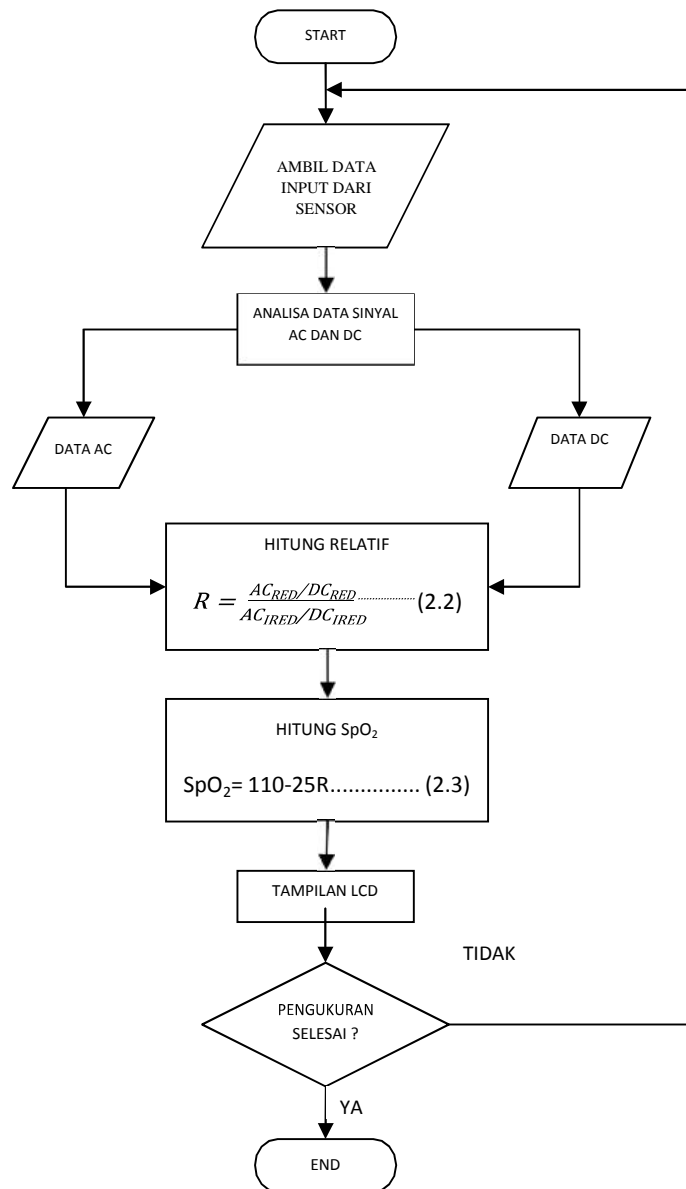 START
AMBIL DATA
INPUT DARI
SENSOR
ANALISA DATA SINYAL
AC DAN DC
DATA AC
DATA DC
HITUNG RELATIF
R = AC_RED/DC_RED / AC_IRED/DC_IRED .................. (2.2)
HITUNG SpO₂
SpO₂= 110-25R............... (2.3)
TAMPILAN LCD
TIDAK
PENGUKURAN
SELESAI ?
YA
END